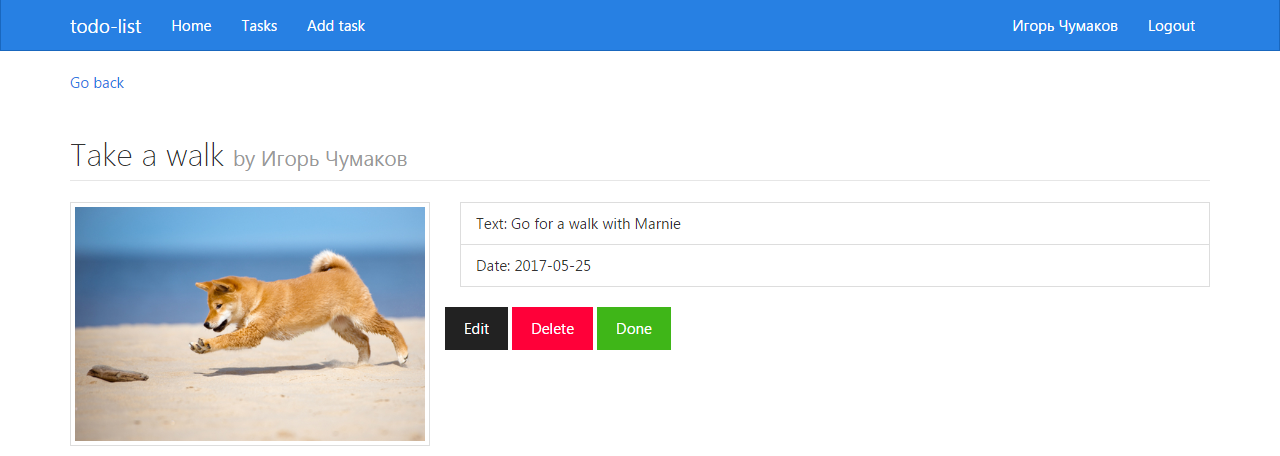 todo-list Home Tasks Add task Игорь Чумаков Logout
Go back
Take a walk by Игорь Чумаков
Text: Go for a walk with Marnie
Date: 2017-05-25
Edit Delete Done